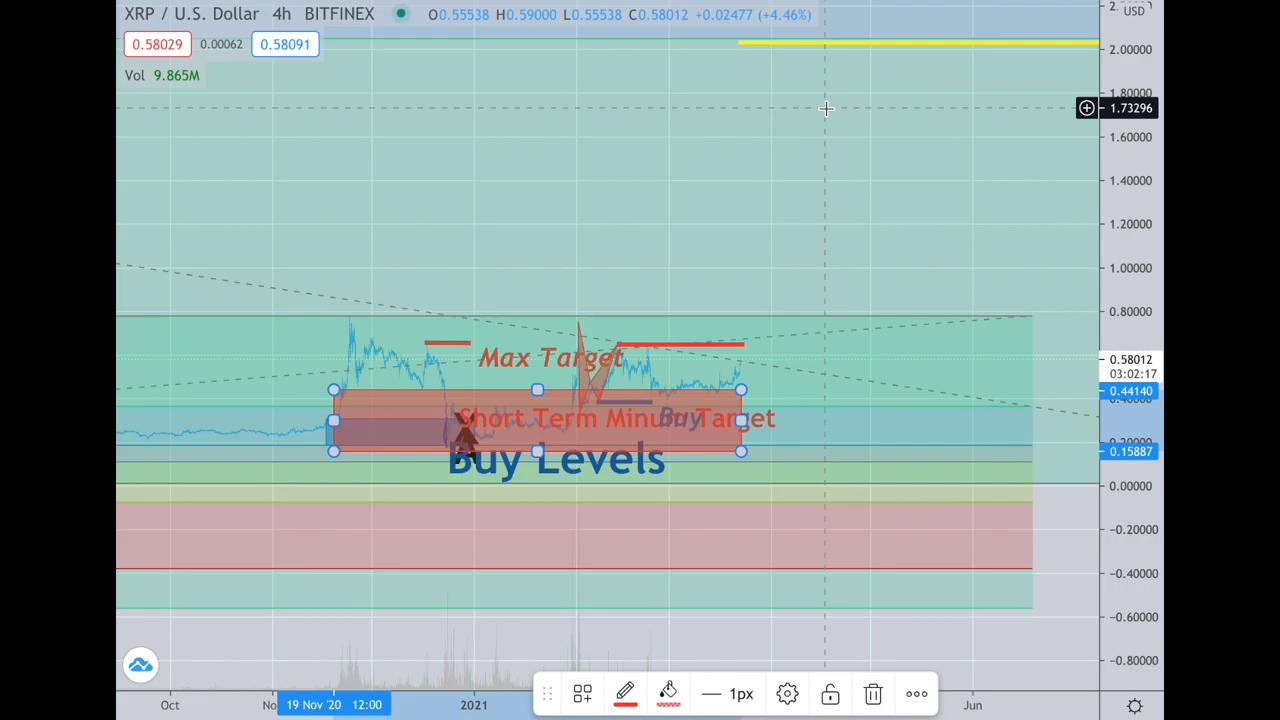 XRP / U.S. Dollar 4h BITFINEX O0.55538 H0.59000 L0.55538 C0.58012 +0.02477 (+4.46%)
USD
0.58029 0.00062 0.58091
2.00000
Vol 9.865M
1.80000
1.73296
1.60000
1.40000
1.20000
1.00000
0.80000
Max Target
0.58012
03:02:17
0.44140
Short Term Minute Target
Buy
0.20000
0.15887
Buy Levels
0.00000
−0.20000
−0.40000
−0.60000
−0.80000
1px
Oct
19 Nov '20 12:00
2021
Jun